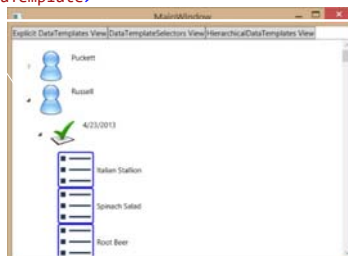 aTemplate>
MainWindow
Explicit DataTemplates View DataTemplateSelectors View HierarchicalDataTemplates View
Puckett
Russell
4/23/2013
Italian Stallion
Spinach Salad
Root Beer